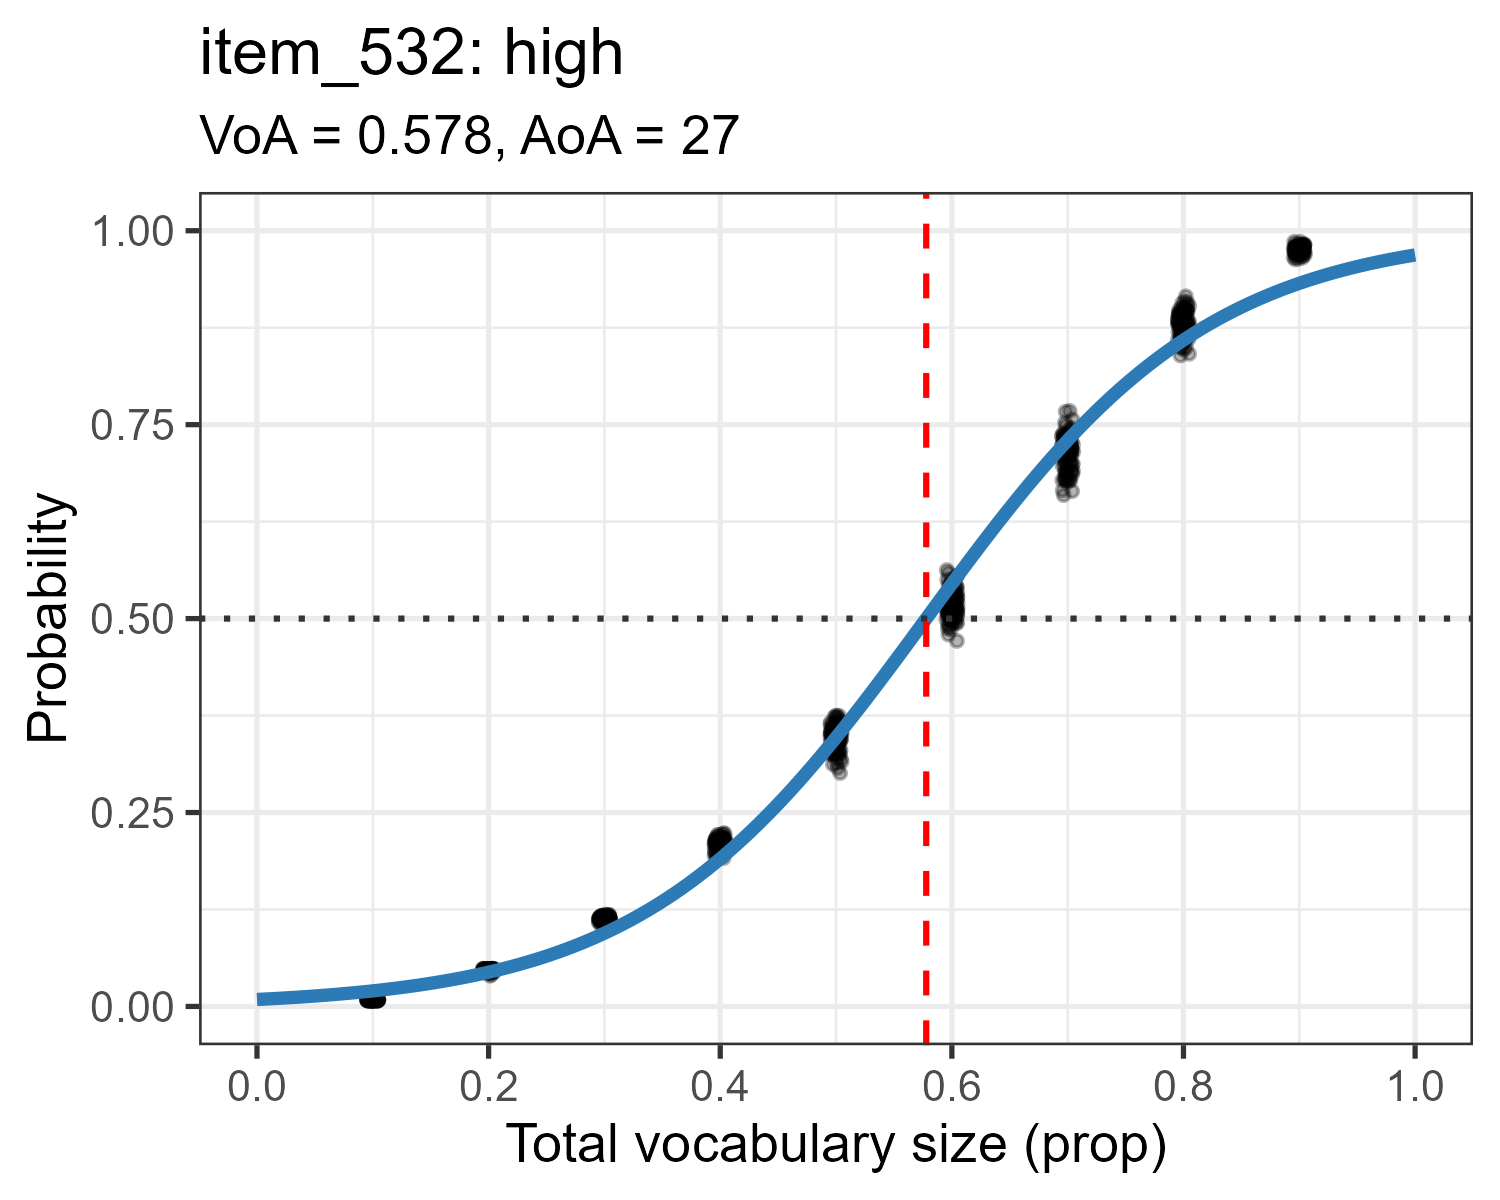 item_532: high
VoA = 0.578, AoA = 27
1.00
0.75
0.50
0.25
0.00
Probability
0.0 0.2 0.4 0.6 0.8 1.0
Total vocabulary size (prop)